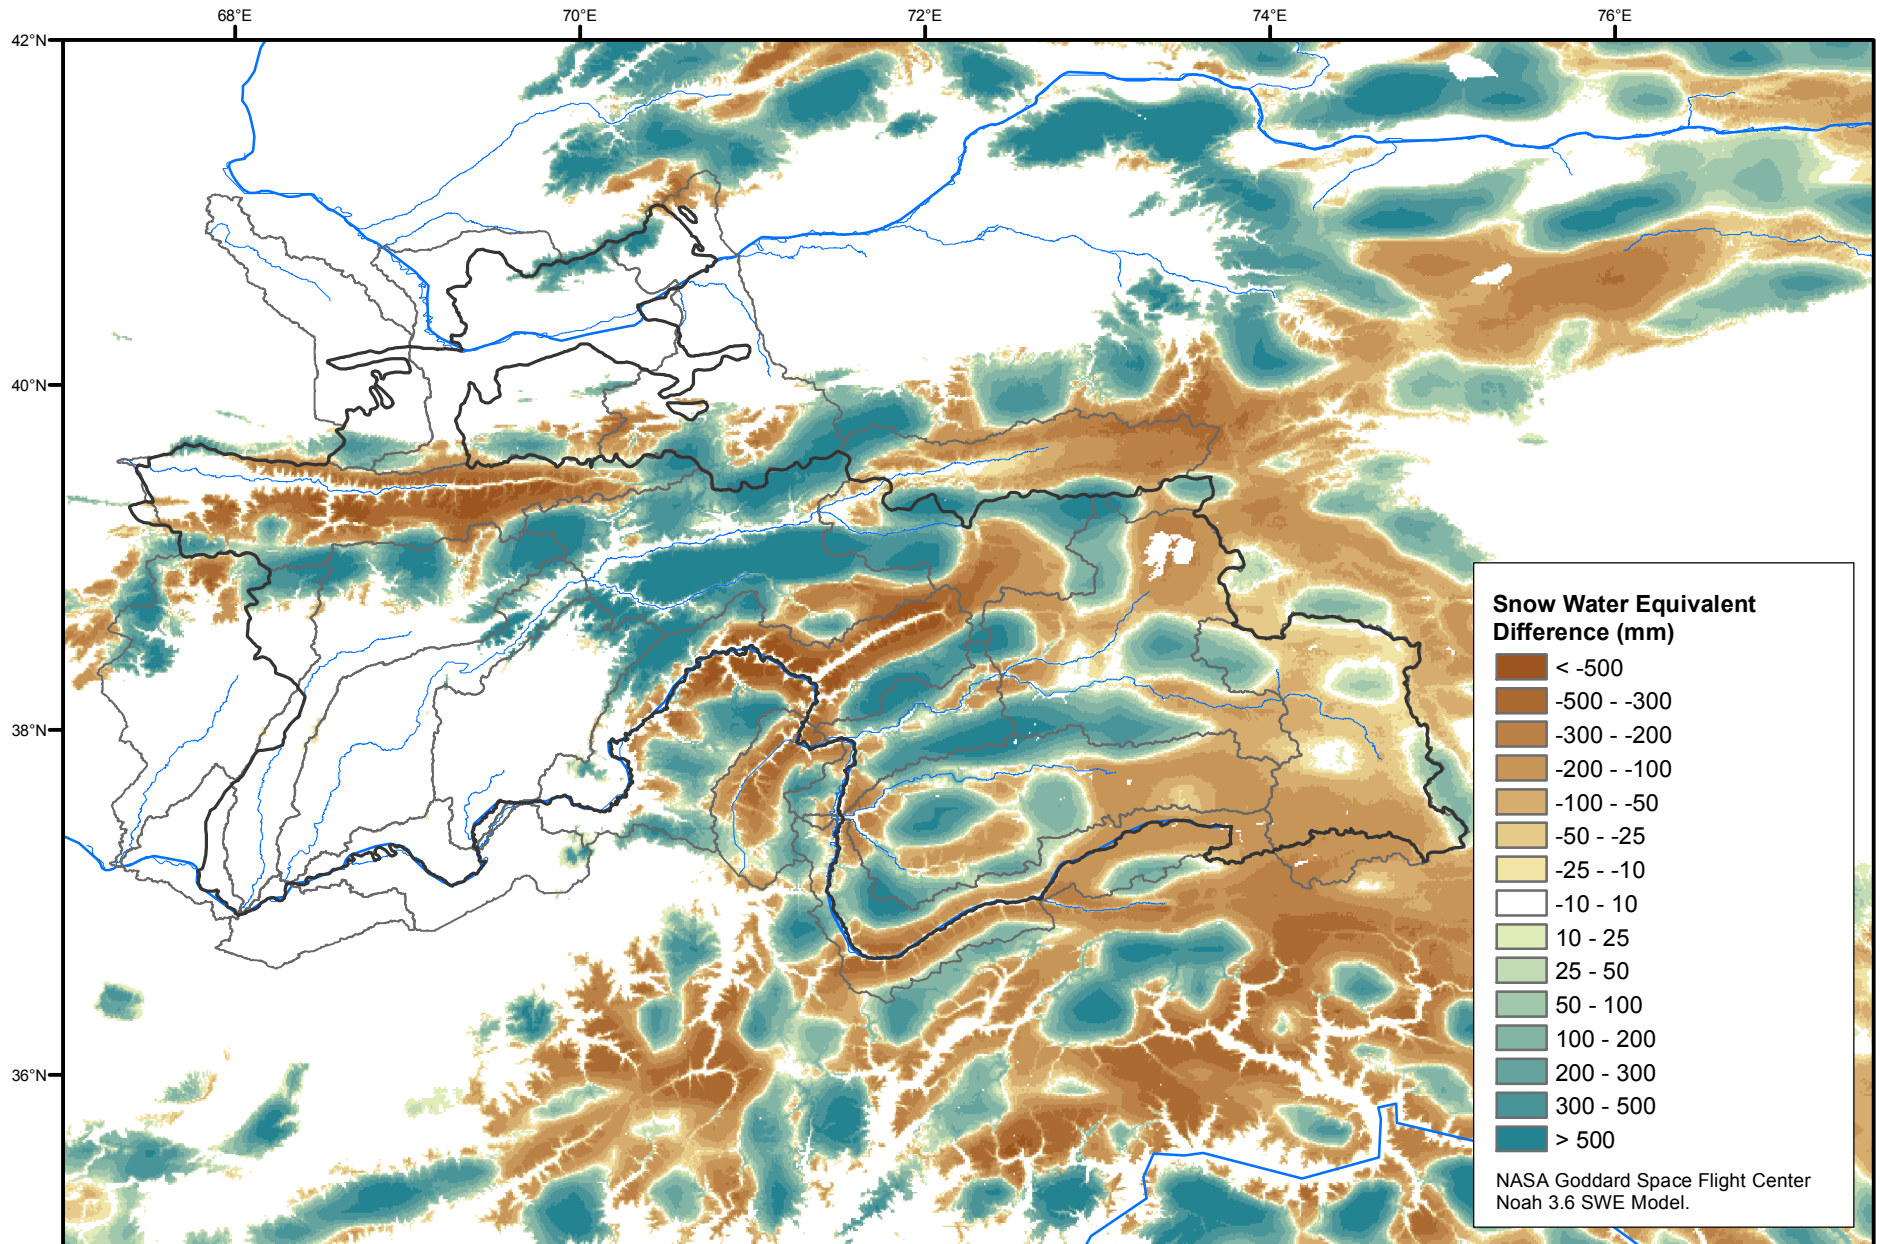 68°E
70°E
72°E
74°E
76°E
42°N
40°N
38°N
36°N
Snow Water Equivalent
Difference (mm)
< -500
-500 - -300
-300 - -200
-200 - -100
-100 - -50
-50 - -25
-25 - -10
-10 - 10
10 - 25
25 - 50
50 - 100
100 - 200
200 - 300
300 - 500
> 500
NASA Goddard Space Flight Center
Noah 3.6 SWE Model.